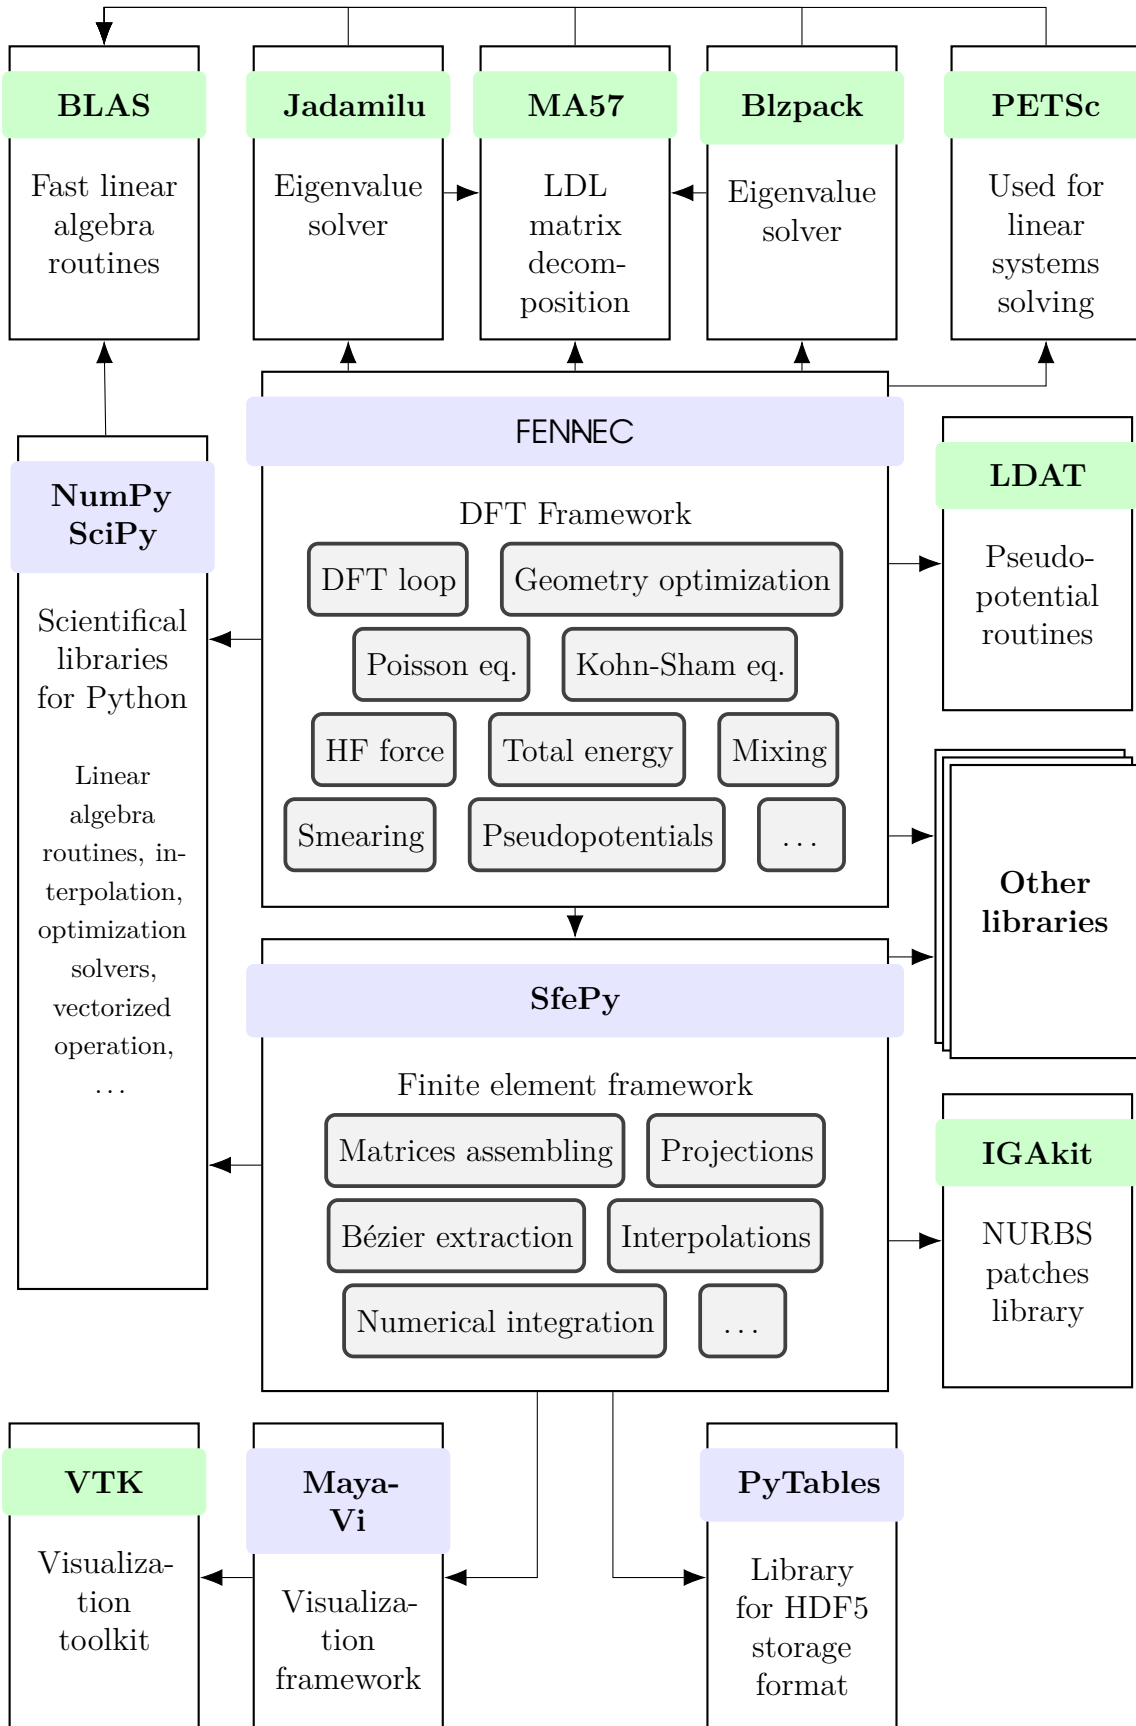 BLAS
Fast linear
algebra
routines
Jadamilu
Eigenvalue
solver
MA57
LDL
matrix
decom-
position
Blzpack
Eigenvalue
solver
PETSc
Used for
linear
systems
solving
FENNEC
DFT Framework
DFT loop
Geometry optimization
Poisson eq.
Kohn-Sham eq.
HF force
Total energy
Mixing
Smearing
Pseudopotentials
...
NumPy
SciPy
Scientifical
libraries
for Python
Linear
algebra
routines, in-
terpolation,
optimization
solvers,
vectorized
operation,
...
LDAT
Pseudo-
potential
routines
Other
libraries
SfePy
Finite element framework
Matrices assembling
Projections
Bézier extraction
Interpolations
Numerical integration
...
IGAkit
NURBS
patches
library
VTK
Visualiza-
tion
toolkit
Maya-
Vi
Visualiza-
tion
framework
PyTables
Library
for HDF5
storage
format